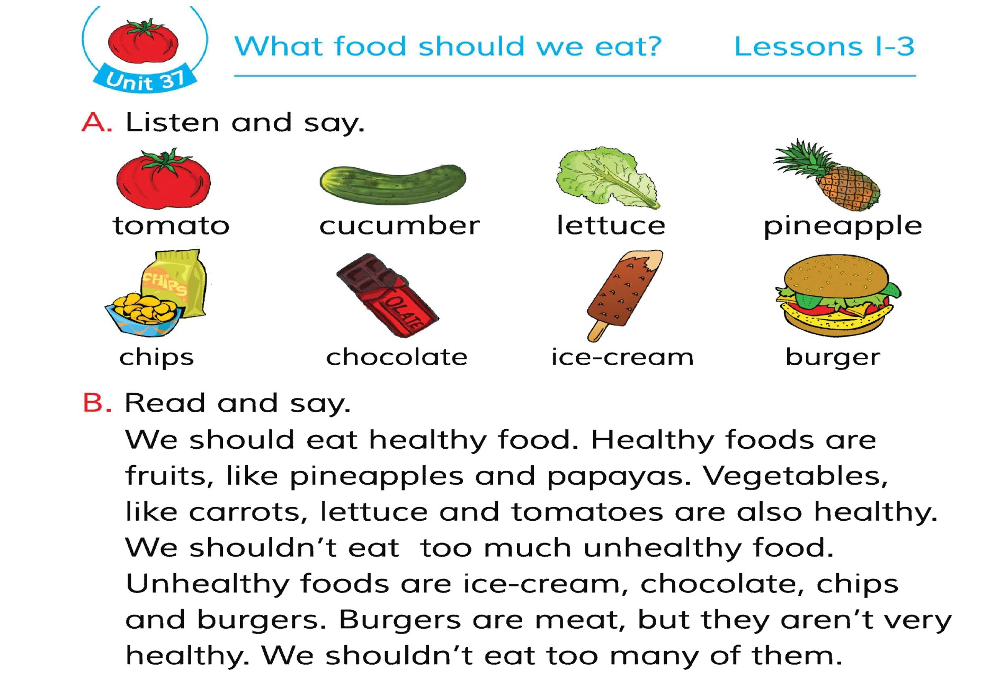 What food should we eat? Lessons 1-3
Unit 37
A. Listen and say.
tomato cucumber lettuce pineapple
CHIPS
OLATE
chips chocolate ice-cream burger
B. Read and say.
We should eat healthy food. Healthy foods are
fruits, like pineapples and papayas. Vegetables,
like carrots, lettuce and tomatoes are also healthy.
We shouldn't eat too much unhealthy food.
Unhealthy foods are ice-cream, chocolate, chips
and burgers. Burgers are meat, but they aren't very
healthy. We shouldn't eat too many of them.